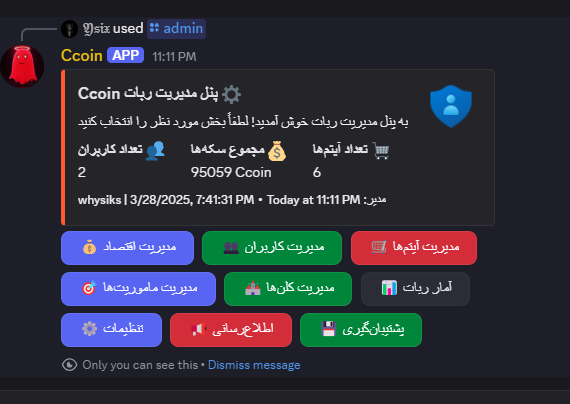 𝔜𝔰𝔦𝔵 used admin
Ccoin APP 11:11 PM
پنل مدیریت ربات Ccoin
به پنل مدیریت ربات خوش آمدید! لطفاً بخش مورد نظر را انتخاب کنید
تعداد کاربران مجموع سکه‌ها تعداد آیتم‌ها
2 95059 Ccoin 6
مدیر: whysiks | 3/28/2025, 7:41:31 PM • Today at 11:11 PM
مدیریت اقتصاد مدیریت کاربران مدیریت آیتم‌ها
مدیریت ماموریت‌ها مدیریت کلن‌ها آمار ربات
تنظیمات اطلاع‌رسانی پشتیبان‌گیری
Only you can see this • Dismiss message